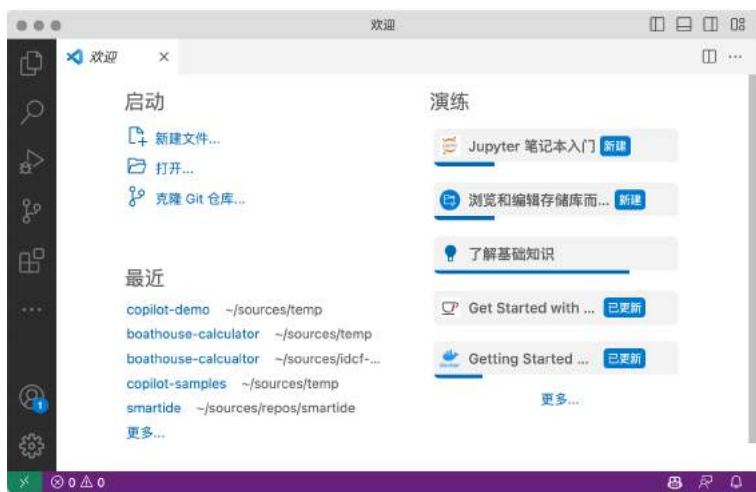 欢迎
欢迎
启动
新建文件...
打开...
克隆 Git 仓库...
最近
copilot-demo ~/sources/temp
boathouse-calculator ~/sources/temp
boathouse-calcualtor ~/sources/idcf-...
copilot-samples ~/sources/temp
smartide ~/sources/repos/smartide
更多...
演练
Jupyter 笔记本入门 新建
浏览和编辑存储库而... 新建
了解基础知识
Get Started with ... 已更新
Getting Started ... 已更新
更多...
1
0 0